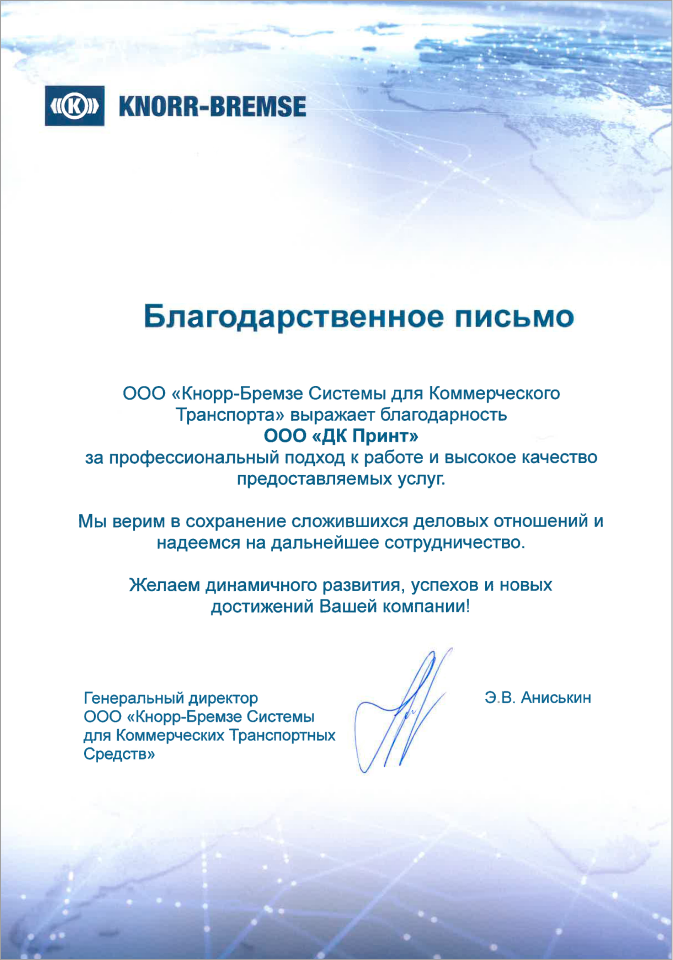 KNORR-BREMSE
Благодарственное письмо
ООО «Кнорр-Бремзе Системы для Коммерческого
Транспорта» выражает благодарность
ООО «ДК Принт»
за профессиональный подход к работе и высокое качество
предоставляемых услуг.
Мы верим в сохранение сложившихся деловых отношений и
надеемся на дальнейшее сотрудничество.
Желаем динамичного развития, успехов и новых
достижений Вашей компании!
Генеральный директор
ООО «Кнорр-Бремзе Системы
для Коммерческих Транспортных
Средств»
Э.В. Аниськин